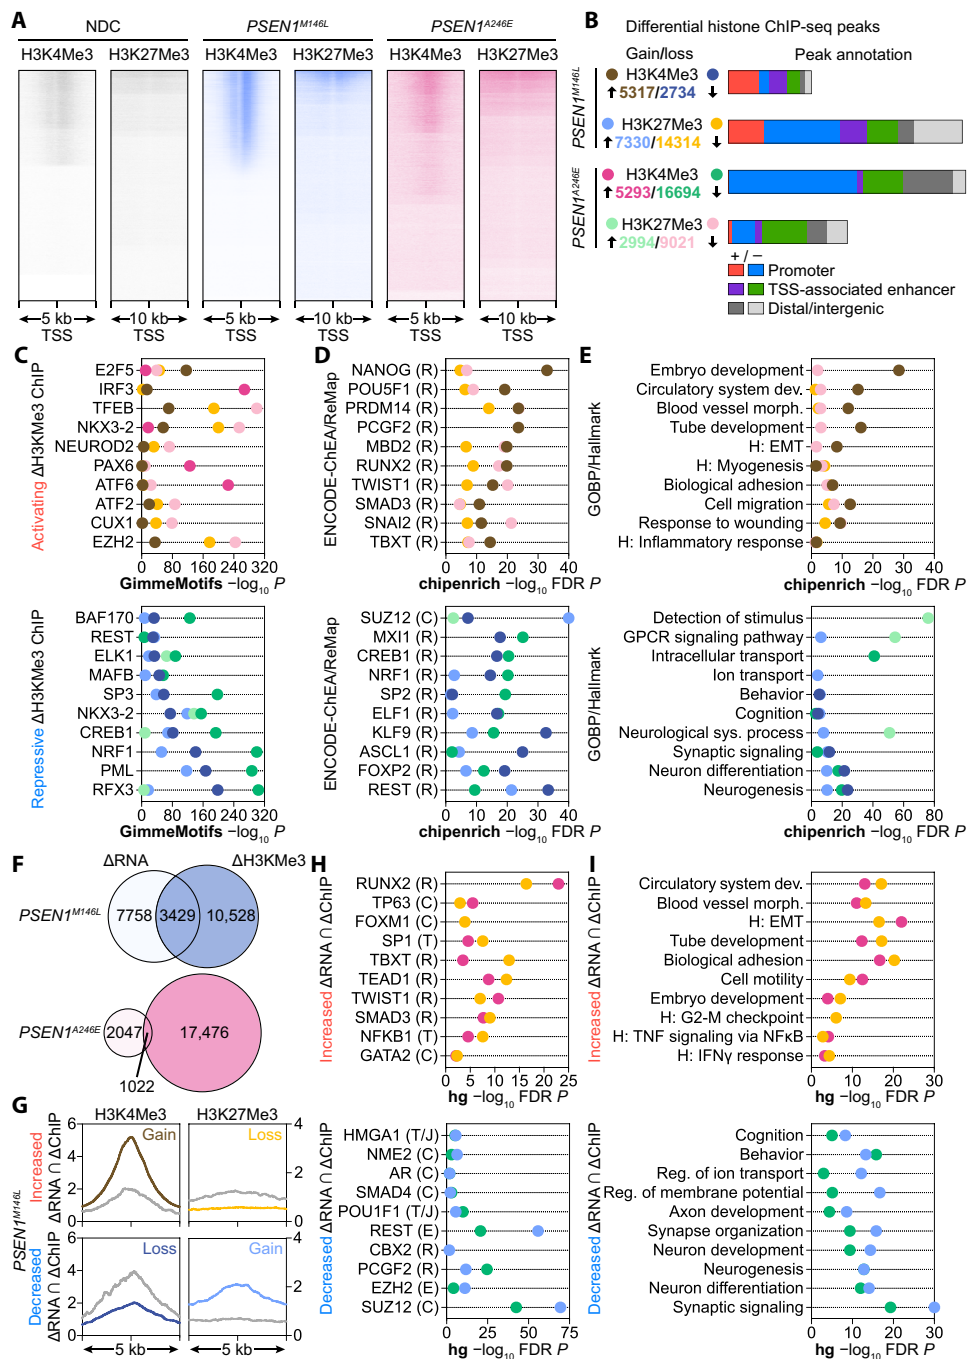 A
NDC
PSEN1M146L
PSEN1A246E
H3K4Me3 H3K27Me3
H3K4Me3 H3K27Me3
H3K4Me3 H3K27Me3
5 kb
TSS
10 kb
TSS
5 kb
TSS
10 kb
TSS
5 kb
TSS
10 kb
TSS
B
Differential histone ChIP-seq peaks
Gain/loss
Peak annotation
PSEN1M146L
H3K4Me3
5317/2734
H3K27Me3
7330/14314
PSEN1A246E
H3K4Me3
5293/16694
H3K27Me3
2994/9021
+ / −
Promoter
TSS-associated enhancer
Distal/intergenic
C
Activating ΔH3KMe3 ChIP
E2F5
IRF3
TFEB
NKX3-2
NEUROD2
PAX6
ATF6
ATF2
CUX1
EZH2
0 80 160 240 320
GimmeMotifs −log10 P
Repressive ΔH3KMe3 ChIP
BAF170
REST
ELK1
MAFB
SP3
NKX3-2
CREB1
NRF1
PML
RFX3
0 80 160 240 320
GimmeMotifs −log10 P
D
ENCODE-ChEA/ReMap
NANOG (R)
POU5F1 (R)
PRDM14 (R)
PCGF2 (R)
MBD2 (R)
RUNX2 (R)
TWIST1 (R)
SMAD3 (R)
SNAI2 (R)
TBXT (R)
0 10 20 30 40
chipenrich −log10 FDR P
ENCODE-ChEA/ReMap
SUZ12 (C)
MXI1 (R)
CREB1 (R)
NRF1 (R)
SP2 (R)
ELF1 (R)
KLF9 (R)
ASCL1 (R)
FOXP2 (R)
REST (R)
0 10 20 30 40
chipenrich −log10 FDR P
E
GOBP/Hallmark
Embryo development
Circulatory system dev.
Blood vessel morph.
Tube development
H: EMT
H: Myogenesis
Biological adhesion
Cell migration
Response to wounding
H: Inflammatory response
0 10 20 30 40
chipenrich −log10 FDR P
GOBP/Hallmark
Detection of stimulus
GPCR signaling pathway
Intracellular transport
Ion transport
Behavior
Cognition
Neurological sys. process
Synaptic signaling
Neuron differentiation
Neurogenesis
0 20 40 60 80
chipenrich −log10 FDR P
F
ΔRNA
ΔH3KMe3
PSEN1M146L
7758 3429 10,528
PSEN1A246E
2047 17,476
1022
G
H3K4Me3 H3K27Me3
PSEN1M146L
Increased
ΔRNA ∩ ΔChIP
6
4
2
0
Gain
Loss
4
2
0
Decreased
ΔRNA ∩ ΔChIP
6
4
2
0
Loss
Gain
4
2
0
5 kb
5 kb
H
Increased ΔRNA ∩ ΔChIP
RUNX2 (R)
TP63 (C)
FOXM1 (C)
SP1 (T)
TBXT (R)
TEAD1 (R)
TWIST1 (R)
SMAD3 (R)
NFKB1 (T)
GATA2 (C)
0 5 10 15 20 25
hg −log10 FDR P
Decreased ΔRNA ∩ ΔChIP
HMGA1 (T/J)
NME2 (C)
AR (C)
SMAD4 (C)
POU1F1 (T/J)
REST (E)
CBX2 (R)
PCGF2 (R)
EZH2 (E)
SUZ12 (C)
0 25 50 75
hg −log10 FDR P
I
Increased ΔRNA ∩ ΔChIP
Circulatory system dev.
Blood vessel morph.
H: EMT
Tube development
Biological adhesion
Cell motility
Embryo development
H: G2-M checkpoint
H: TNF signaling via NFκB
H: IFNγ response
0 10 20 30
hg −log10 FDR P
Decreased ΔRNA ∩ ΔChIP
Cognition
Behavior
Reg. of ion transport
Reg. of membrane potential
Axon development
Synapse organization
Neuron development
Neurogenesis
Neuron differentiation
Synaptic signaling
0 10 20 30
hg −log10 FDR P